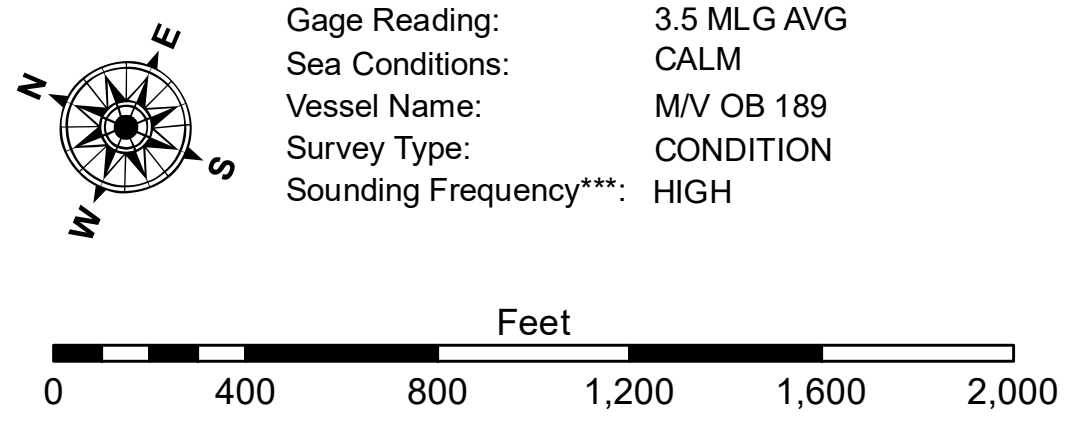 Gage Reading: 3.5 MLG AVG
Sea Conditions: CALM
Vessel Name: M/V OB 189
Survey Type: CONDITION
Sounding Frequency***: HIGH
N
E
S
W
Feet
0 400 800 1,200 1,600 2,000